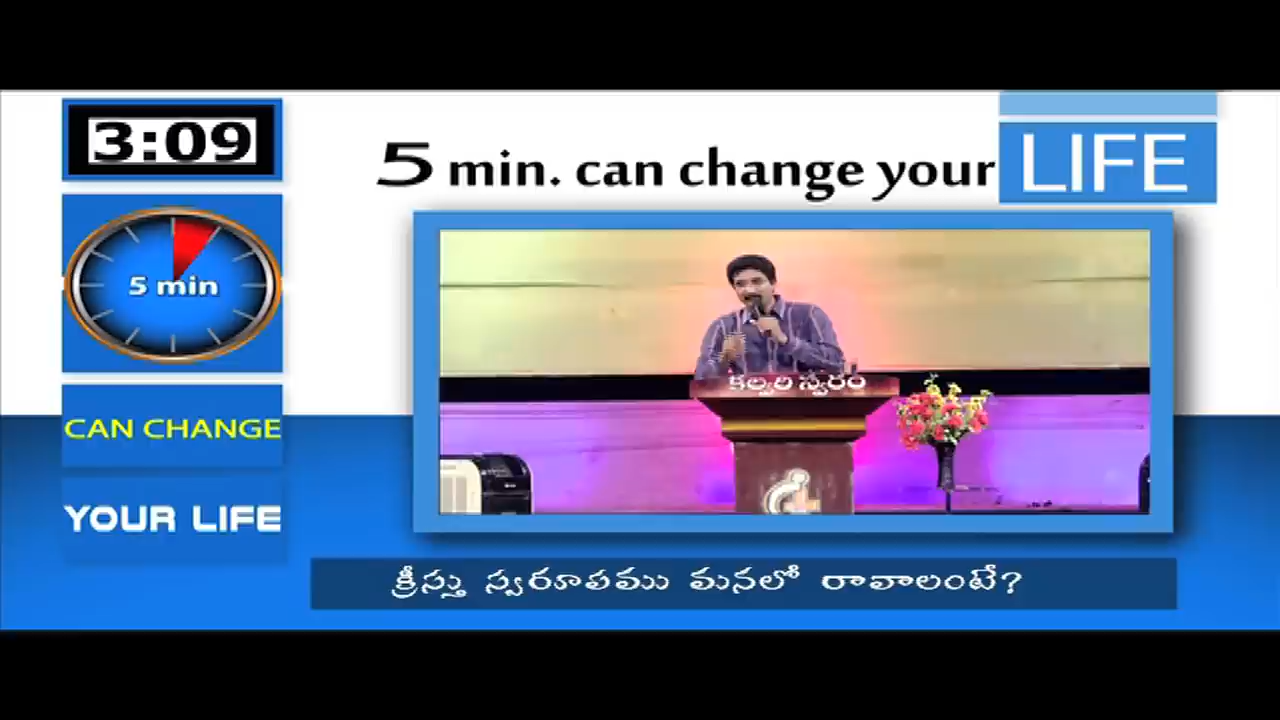 3:09
5 min. can change your LIFE
5 min
కల్వరి స్వరం
CAN CHANGE
YOUR LIFE
క్రీస్తు స్వరూపము మనలో రావాలంటే?